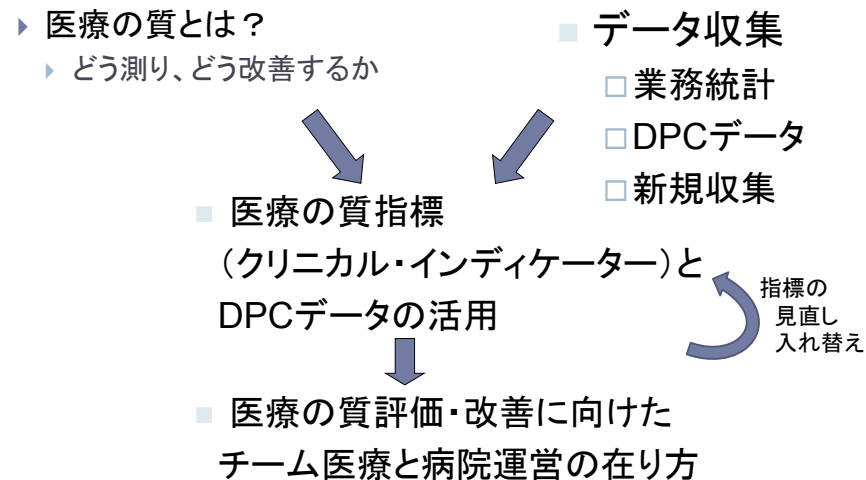 医療の質とは？
どう測り、どう改善するか
データ収集
業務統計
DPCデータ
新規収集
医療の質指標
（クリニカル・インディケーター）と
DPCデータの活用
指標の
見直し
入れ替え
医療の質評価・改善に向けた
チーム医療と病院運営の在り方